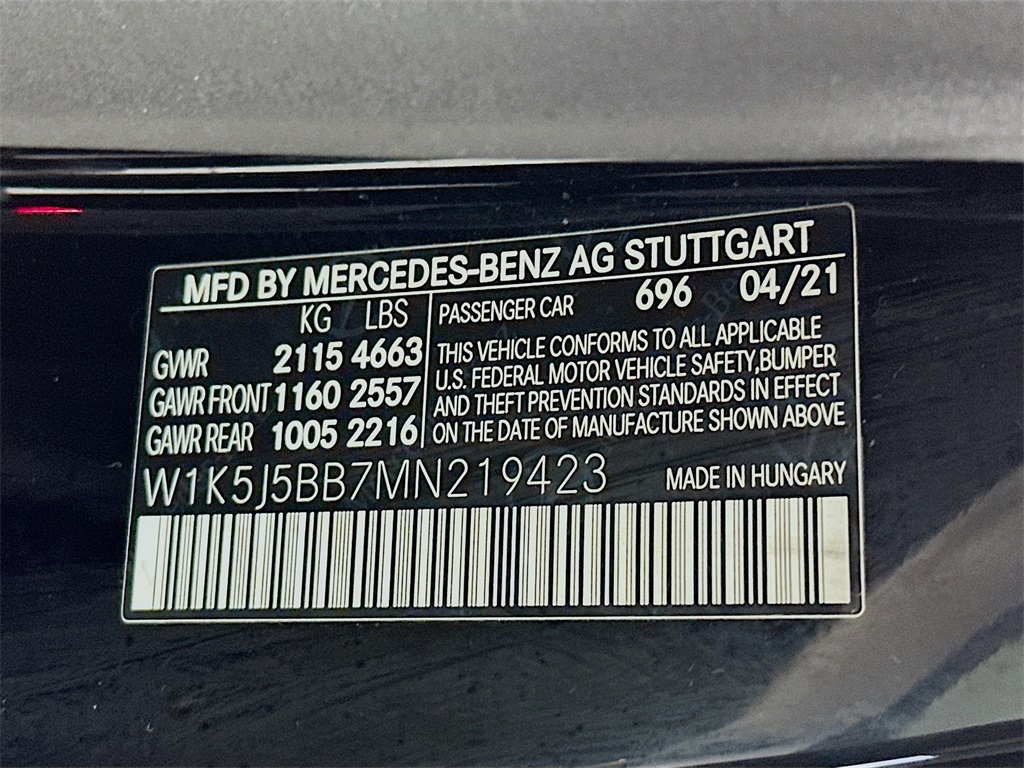 MFD BY MERCEDES-BENZ AG STUTTGART
KG LBS
GVWR 2115 4663
GAWR FRONT 1160 2557
GAWR REAR 1005 2216
PASSENGER CAR 696 04/21
THIS VEHICLE CONFORMS TO ALL APPLICABLE
U.S. FEDERAL MOTOR VEHICLE SAFETY,BUMPER
AND THEFT PREVENTION STANDARDS IN EFFECT
ON THE DATE OF MANUFACTURE SHOWN ABOVE
W1K5J5BB7MN219423 MADE IN HUNGARY